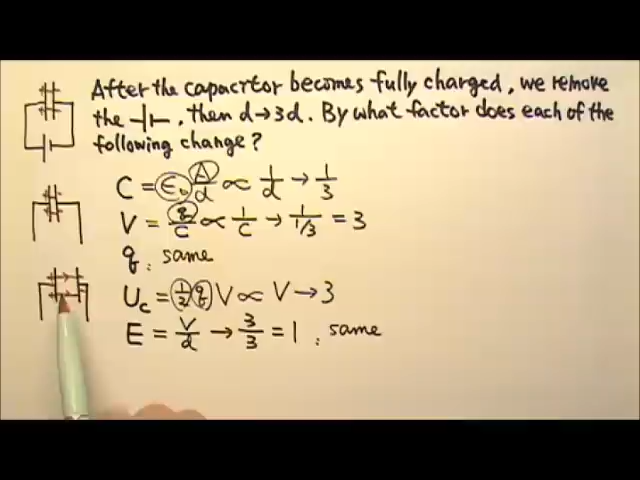 After the capacitor becomes fully charged, we remove
the ⊣⊢, then d→3d. By what factor does each of the
following change?
C = ε₀ A/d ∝ 1/d → 1/3
V = q/C ∝ 1/C → 1/(1/3) = 3
q: same
U_C = 1/2 q V ∝ V → 3
E = V/d → 3/3 = 1 : same